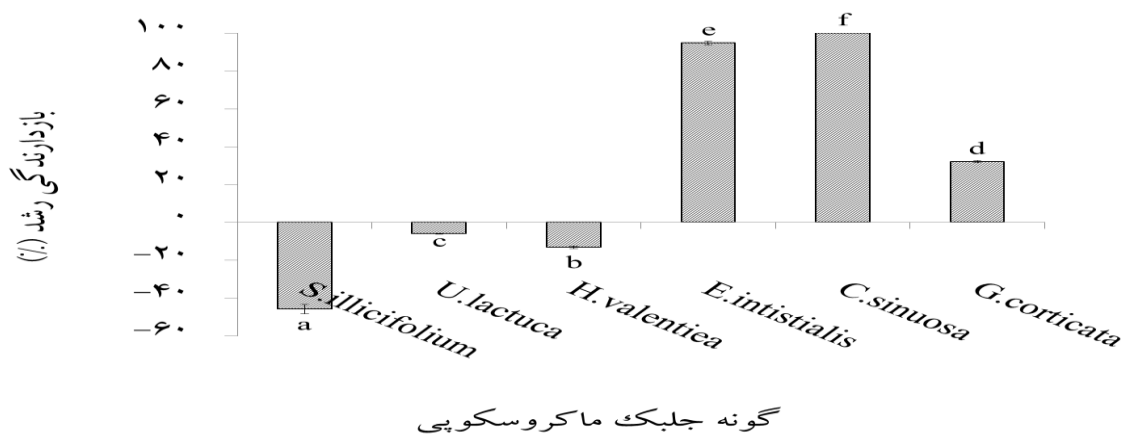 ۱۰۰
۸۰
۶۰
۴۰
۲۰
۰
−۲۰
−۴۰
−۶۰
بازدارندگی رشد (٪)
a
c
b
e
f
d
S.illicifolium
U.lactuca
H.valentiea
E.intistialis
C.sinuosa
G.corticata
گونه جلبک ماکروسکوپی